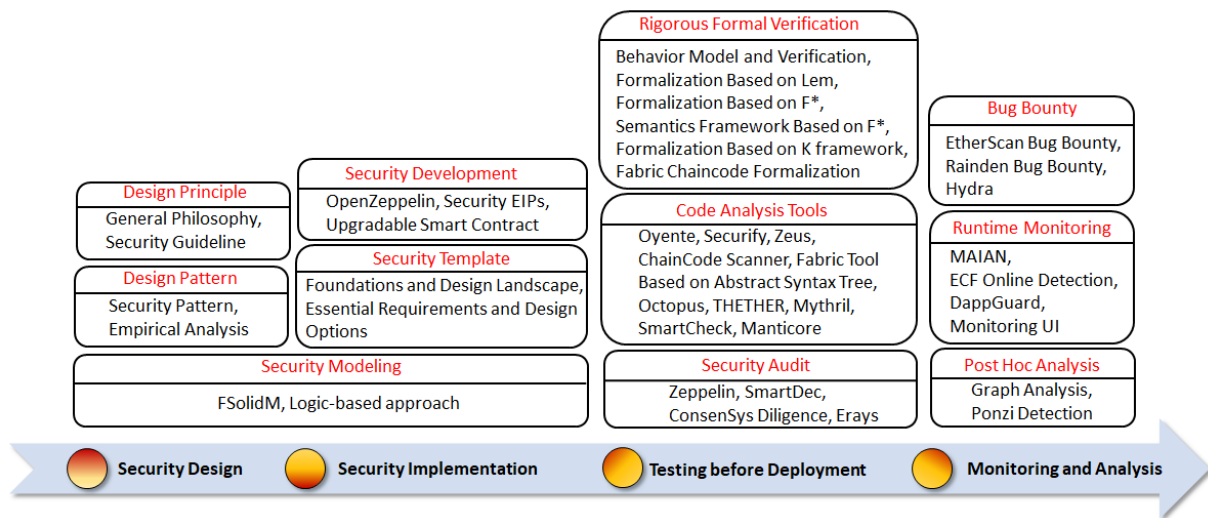 Design Principle
General Philosophy,
Security Guideline
Design Pattern
Security Pattern,
Empirical Analysis
Security Development
OpenZeppelin, Security EIPs,
Upgradable Smart Contract
Security Template
Foundations and Design Landscape,
Essential Requirements and Design
Options
Security Modeling
FSolidM, Logic-based approach
Rigorous Formal Verification
Behavior Model and Verification,
Formalization Based on Lem,
Formalization Based on F*,
Semantics Framework Based on F*,
Formalization Based on K framework,
Fabric Chaincode Formalization
Code Analysis Tools
Oyente, Securify, Zeus,
ChainCode Scanner, Fabric Tool
Based on Abstract Syntax Tree,
Octopus, THETHER, Mythril,
SmartCheck, Manticore
Security Audit
Zeppelin, SmartDec,
ConsenSys Diligence, Erays
Bug Bounty
EtherScan Bug Bounty,
Rainden Bug Bounty,
Hydra
Runtime Monitoring
MAIAN,
ECF Online Detection,
DappGuard,
Monitoring UI
Post Hoc Analysis
Graph Analysis,
Ponzi Detection
Security Design
Security Implementation
Testing before Deployment
Monitoring and Analysis